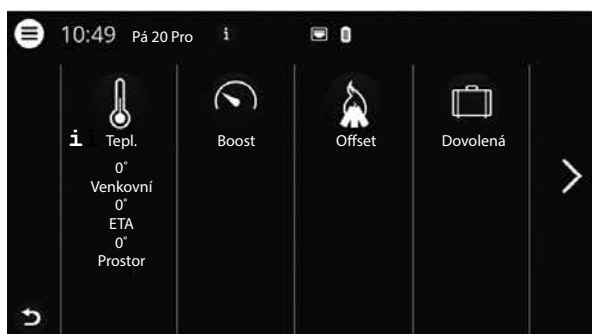 10:49 Pá 20 Pro i
i Tepl.
0°
Venkovní
0°
ETA
0°
Prostor
Boost
Offset
Dovolená